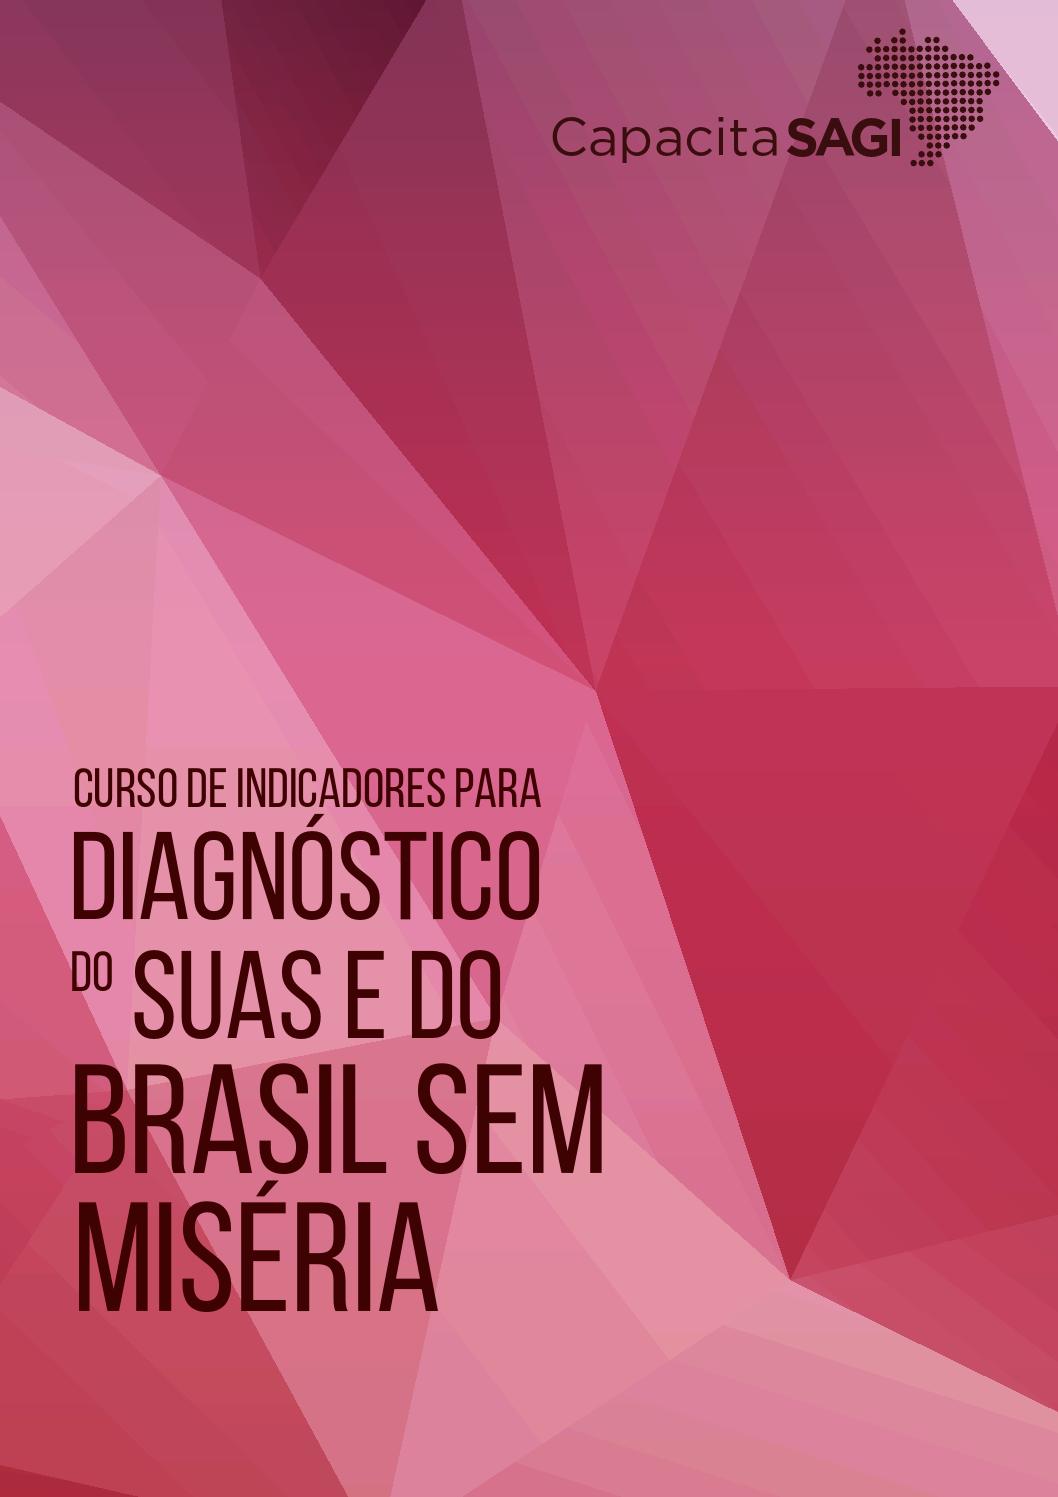 Capacita SAGI
CURSO DE INDICADORES PARA
DIAGNÓSTICO
DO SUAS E DO
BRASIL SEM
MISÉRIA